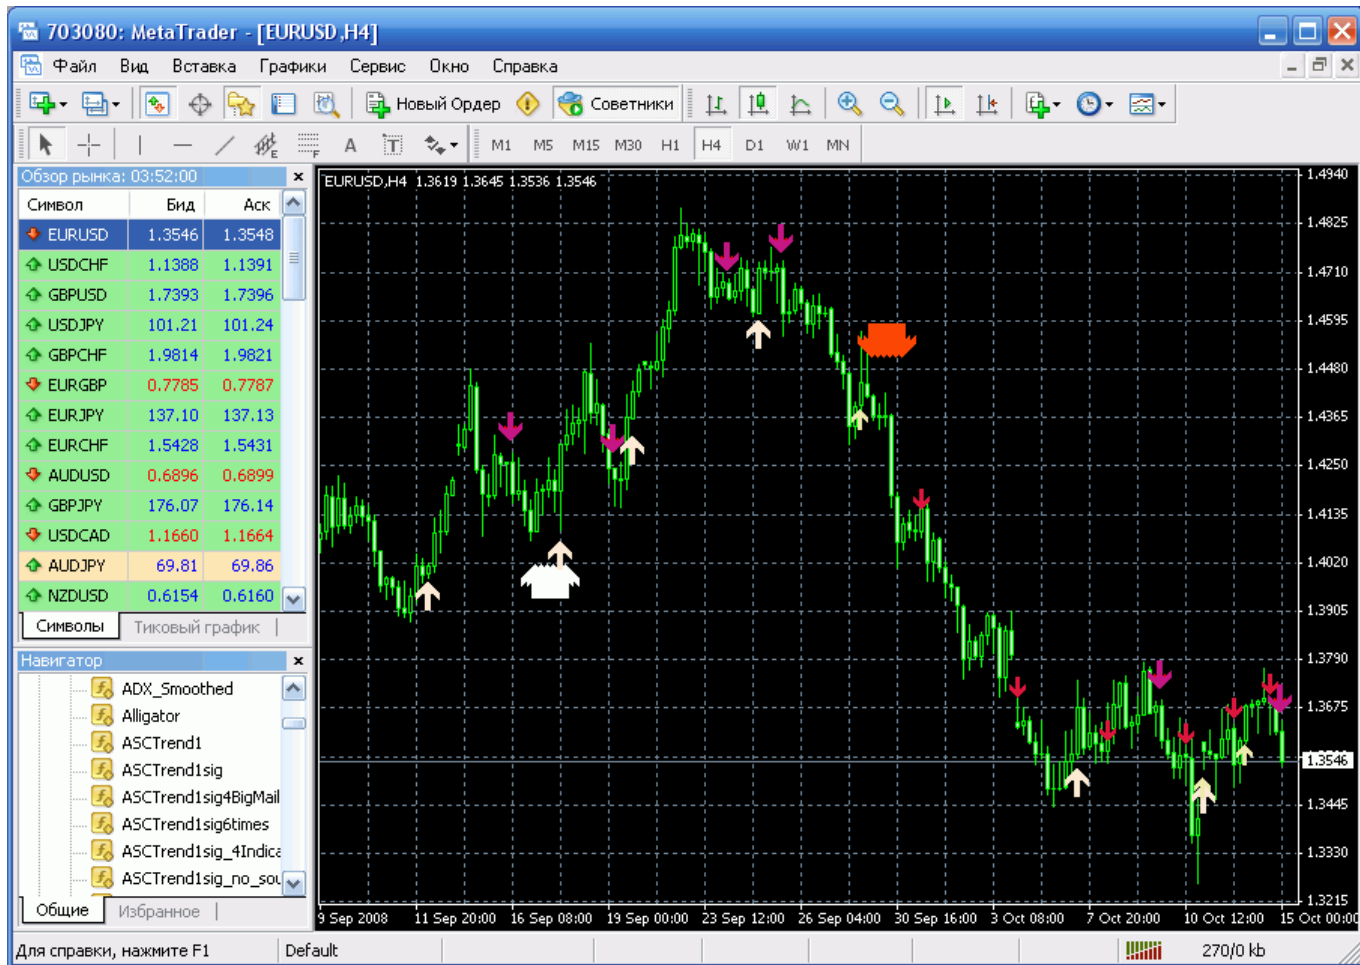 703080: MetaTrader - [EURUSD,H4]
Файл Вид Вставка Графики Сервис Окно Справка
Новый Ордер Советники
A T M1 M5 M15 M30 H1 H4 D1 W1 MN
Обзор рынка: 03:52:00
Символ Бид Аск
EURUSD 1.3546 1.3548
USDCHF 1.1388 1.1391
GBPUSD 1.7393 1.7396
USDJPY 101.21 101.24
GBPCHF 1.9814 1.9821
EURGBP 0.7785 0.7787
EURJPY 137.10 137.13
EURCHF 1.5428 1.5431
AUDUSD 0.6896 0.6899
GBPJPY 176.07 176.14
USDCAD 1.1660 1.1664
AUDJPY 69.81 69.86
NZDUSD 0.6154 0.6160
Символы Тиковый график
Навигатор
ADX_Smoothed
Alligator
ASCTrend1
ASCTrend1sig
ASCTrend1sig4BigMail
ASCTrend1sig6times
ASCTrend1sig_4Indica
ASCTrend1sig_no_sou
Общие Избранное
EURUSD,H4 1.3619 1.3645 1.3536 1.3546
1.4940
1.4825
1.4710
1.4595
1.4480
1.4365
1.4250
1.4135
1.4020
1.3905
1.3790
1.3675
1.3546
1.3445
1.3330
1.3215
9 Sep 2008 11 Sep 20:00 16 Sep 08:00 19 Sep 00:00 23 Sep 12:00 26 Sep 04:00 30 Sep 16:00 3 Oct 08:00 7 Oct 20:00 10 Oct 12:00 15 Oct 00:00
Для справки, нажмите F1 Default 270/0 kb